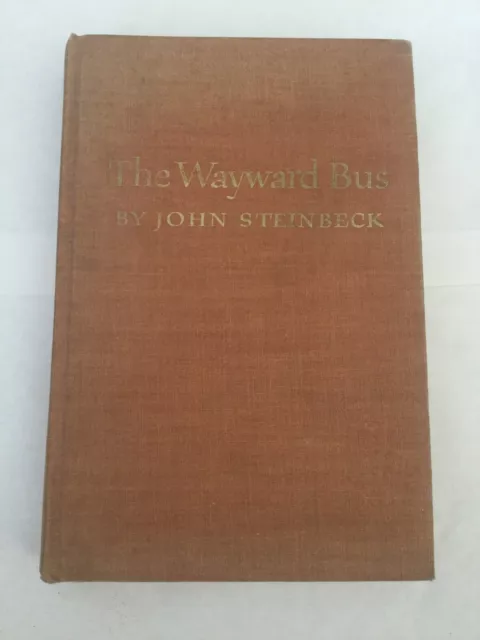 The Wayward Bus
BY JOHN STEINBECK